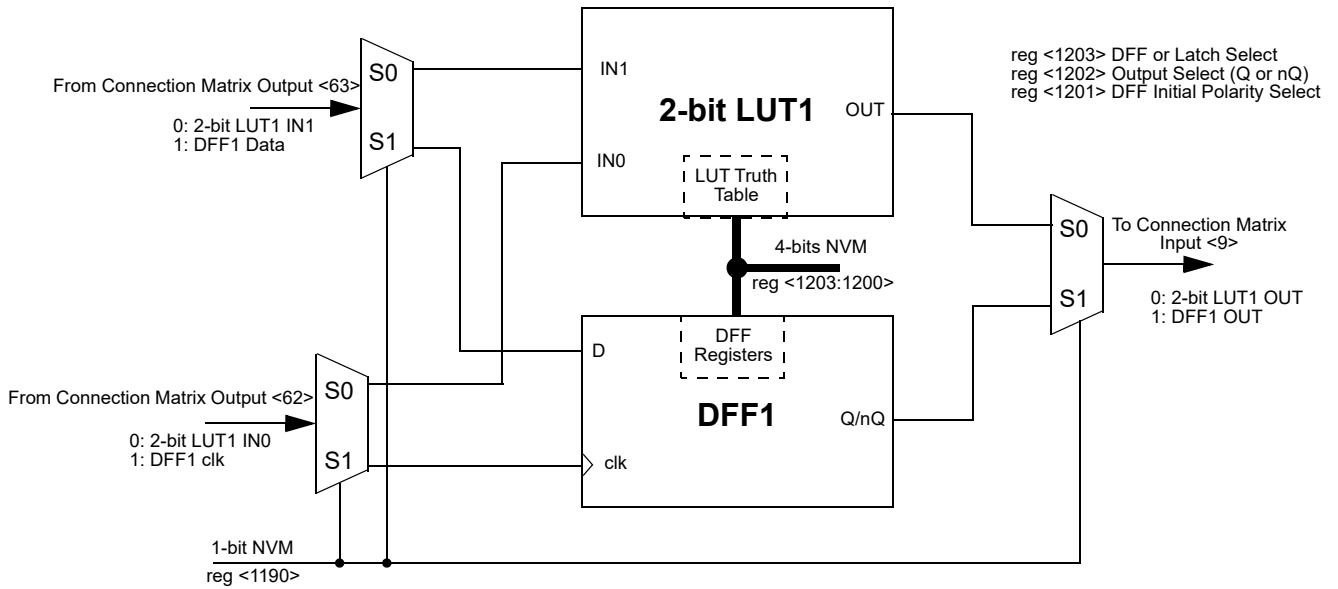 From Connection Matrix Output <63>
0: 2-bit LUT1 IN1
1: DFF1 Data
S0
S1
IN1
IN0
2-bit LUT1
OUT
LUT Truth
Table
reg <1203> DFF or Latch Select
reg <1202> Output Select (Q or nQ)
reg <1201> DFF Initial Polarity Select
4-bits NVM
reg <1203:1200>
S0
S1
To Connection Matrix
Input <9>
0: 2-bit LUT1 OUT
1: DFF1 OUT
From Connection Matrix Output <62>
0: 2-bit LUT1 IN0
1: DFF1 clk
S0
S1
D
clk
DFF
Registers
DFF1
Q/nQ
1-bit NVM
reg <1190>